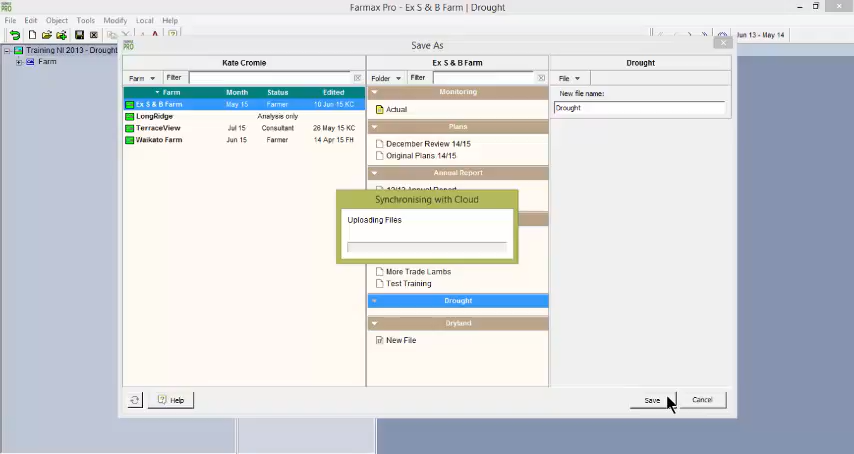 PRO
Farmax Pro - Ex S & B Farm | Drought
File Edit Object Tools Modify Local Help
Jun 13 - May 14
Training NI 2013 - Drought
Farm
PRO
Save As
Kate Cromie
Farm
Filter
Farm Month Status Edited
Ex S & B Farm May 15 Farmer 10 Jun 15 KC
LongRidge Analysis only
TerraceView Jul 15 Consultant 26 May 15 KC
Waikato Farm Jun 15 Farmer 14 Apr 15 FH
Ex S & B Farm
Folder
Filter
Monitoring
Actual
Plans
December Review 14/15
Original Plans 14/15
Annual Report
More Trade Lambs
Test Training
Drought
Dryland
New File
Drought
File
New file name:
Drought
Synchronising with Cloud
Uploading Files
Help
Save
Cancel